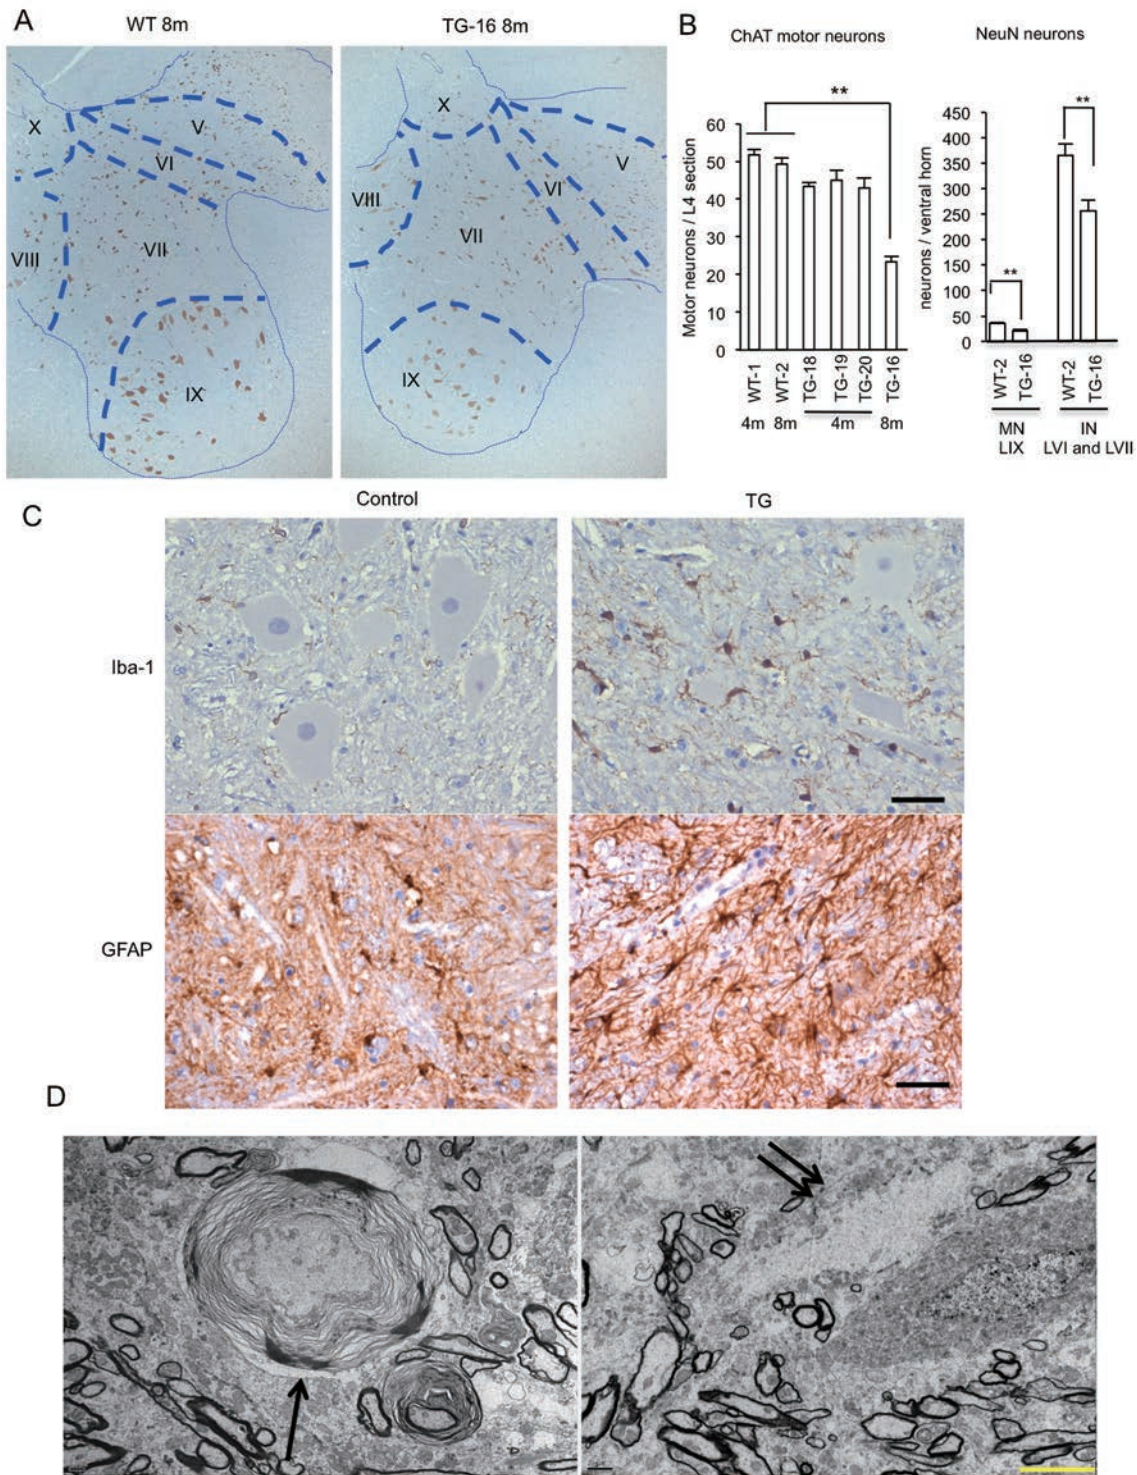 A
WT 8m
TG-16 8m
X
V
VI
VIII
VII
IX
X
V
VI
VIII
VII
IX
B
ChAT motor neurons
**
Motor neurons / L4 section
60
50
40
30
20
10
0
WT-1
WT-2
TG-18
TG-19
TG-20
TG-16
4m
8m
4m
8m
NeuN neurons
**
**
neurons / ventral horn
450
400
350
300
250
200
150
100
50
0
WT-2
TG-16
WT-2
TG-16
MN
LIX
IN
LVI and LVII
C
Control
TG
Iba-1
GFAP
D